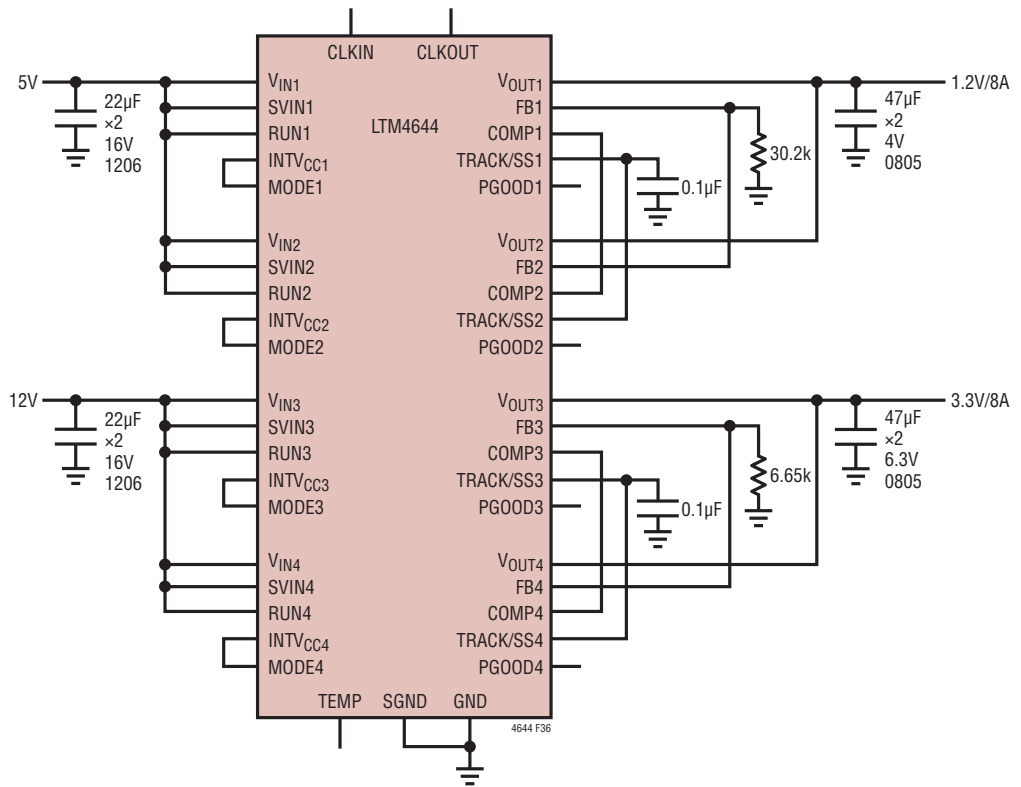 CLKIN
CLKOUT
LTM4644
5V
22µF
×2
16V
1206
VIN1
SVIN1
RUN1
INTVCC1
MODE1
VIN2
SVIN2
RUN2
INTVCC2
MODE2
12V
22µF
×2
16V
1206
VIN3
SVIN3
RUN3
INTVCC3
MODE3
VIN4
SVIN4
RUN4
INTVCC4
MODE4
VOUT1
FB1
COMP1
TRACK/SS1
PGOOD1
VOUT2
FB2
COMP2
TRACK/SS2
PGOOD2
VOUT3
FB3
COMP3
TRACK/SS3
PGOOD3
VOUT4
FB4
COMP4
TRACK/SS4
PGOOD4
0.1µF
30.2k
47µF
×2
4V
0805
1.2V/8A
0.1µF
6.65k
47µF
×2
6.3V
0805
3.3V/8A
TEMP
SGND
GND
4644 F36